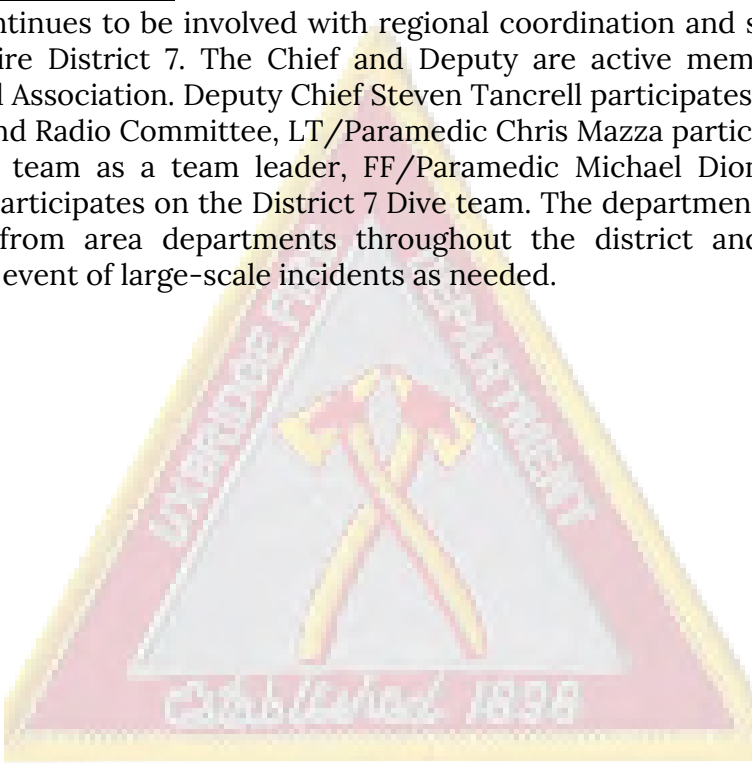 ntinues to be involved with regional coordination and s
ire District 7. The Chief and Deputy are active mem
l Association. Deputy Chief Steven Tancrell participates
nd Radio Committee, LT/Paramedic Chris Mazza partic
team as a team leader, FF/Paramedic Michael Dion
articipates on the District 7 Dive team. The departmen
from area departments throughout the district and
event of large-scale incidents as needed.
UXBRIDGE FIRE
DEPARTMENT
Established 1898